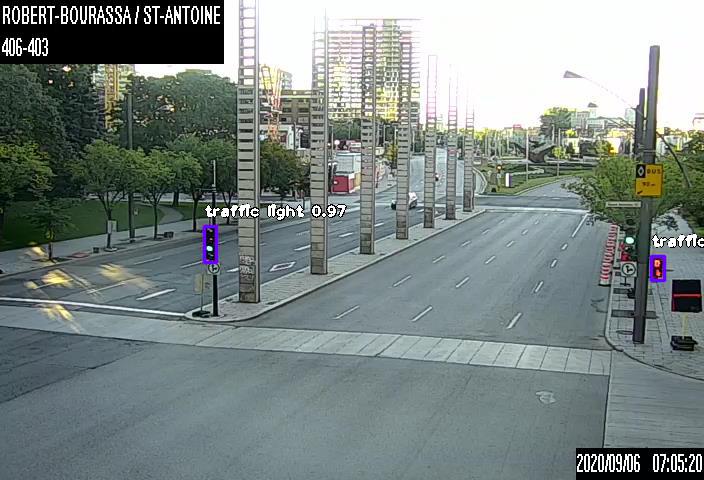 ROBERT-BOURASSA / ST-ANTOINE
406-403
BUS
traffic light 0.97
traffic
2020/09/06 07:05:20